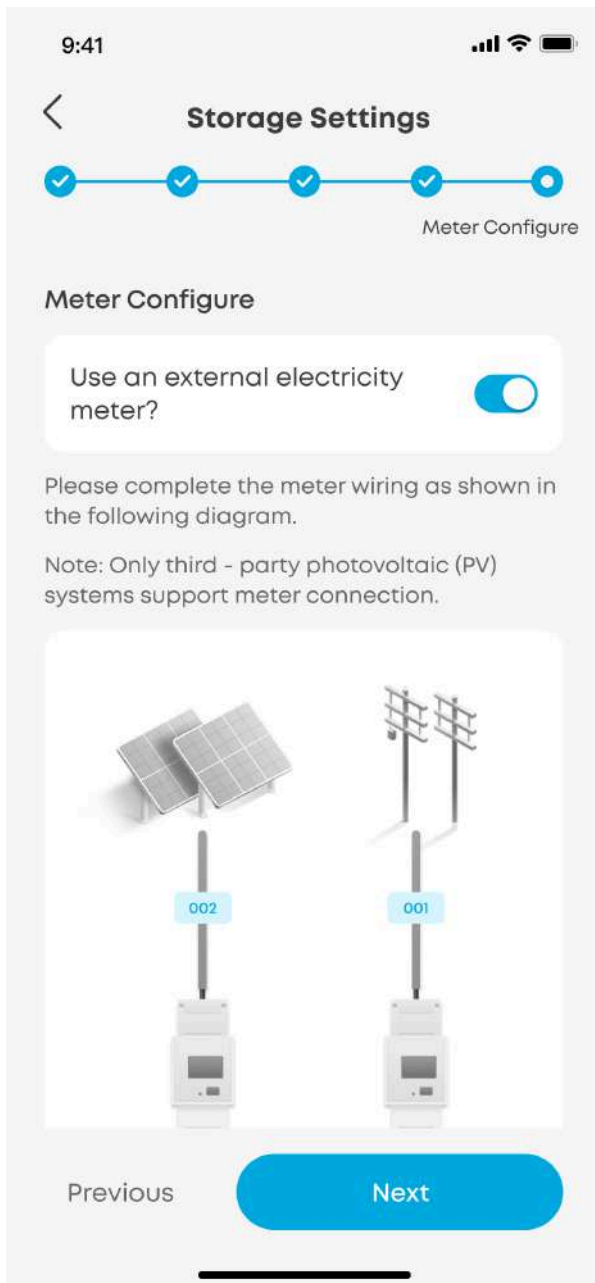 9:41
Storage Settings
Meter Configure
Meter Configure
Use an external electricity
meter?
Please complete the meter wiring as shown in
the following diagram.
Note: Only third - party photovoltaic (PV)
systems support meter connection.
002 001
Previous Next